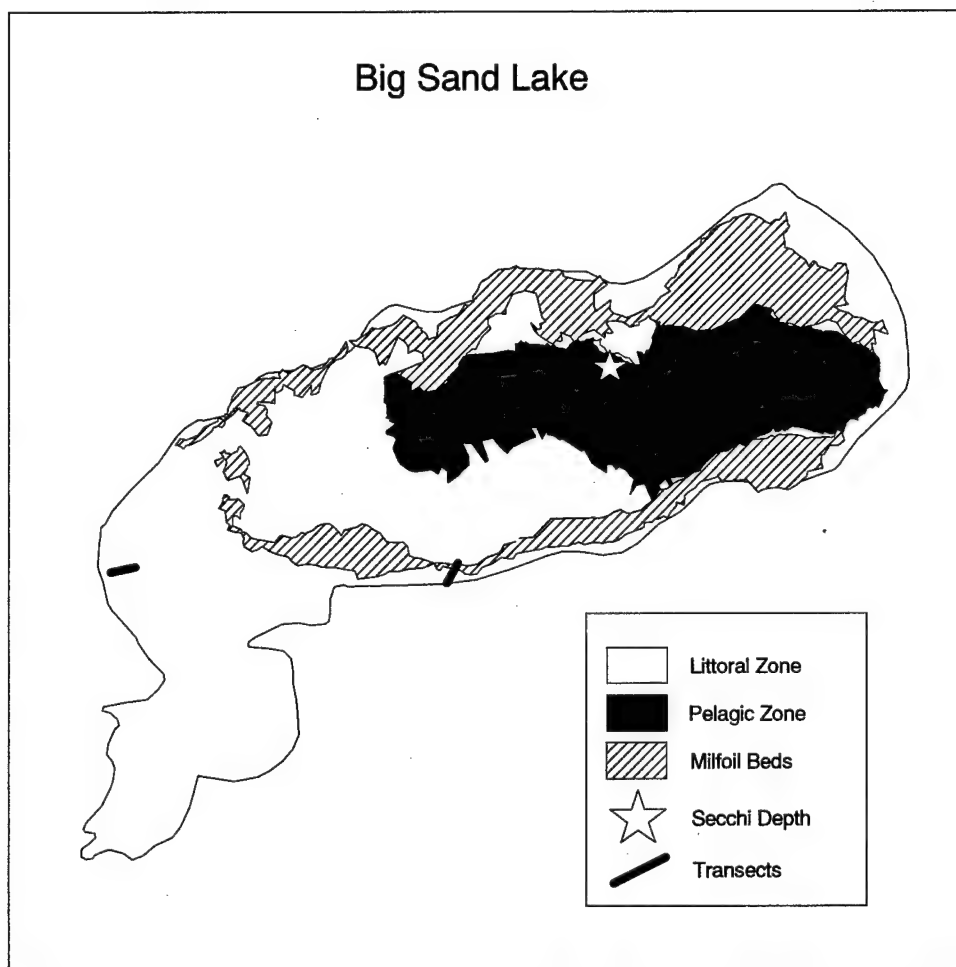 Big Sand Lake
Littoral Zone
Pelagic Zone
Milfoil Beds
Secchi Depth
Transects